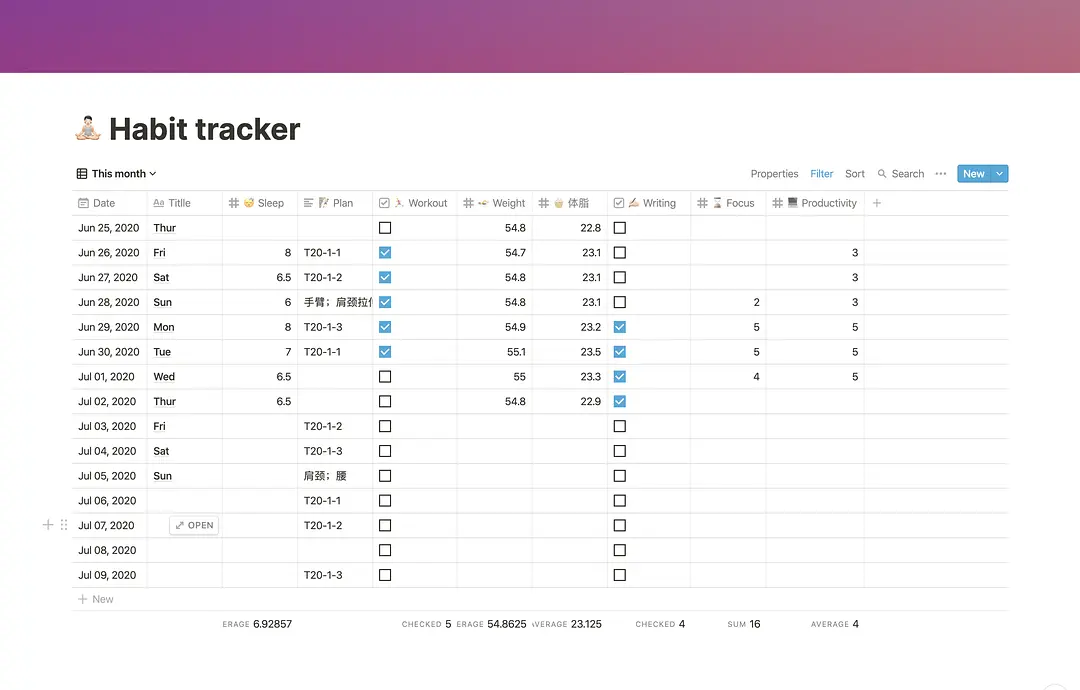 Habit tracker
This month
Properties Filter Sort Search New
Date Aa Titlle # Sleep Plan Workout # Weight # 体脂 Writing # Focus # Productivity
Jun 25, 2020 Thur 54.8 22.8
Jun 26, 2020 Fri 8 T20-1-1 54.7 23.1 3
Jun 27, 2020 Sat 6.5 T20-1-2 54.8 23.1 3
Jun 28, 2020 Sun 6 手臂；肩颈拉 54.8 23.1 2 3
Jun 29, 2020 Mon 8 T20-1-3 54.9 23.2 5 5
Jun 30, 2020 Tue 7 T20-1-1 55.1 23.5 5 5
Jul 01, 2020 Wed 6.5 55 23.3 4 5
Jul 02, 2020 Thur 6.5 54.8 22.9
Jul 03, 2020 Fri T20-1-2
Jul 04, 2020 Sat T20-1-3
Jul 05, 2020 Sun 肩颈；腰
Jul 06, 2020 T20-1-1
Jul 07, 2020 OPEN T20-1-2
Jul 08, 2020
Jul 09, 2020 T20-1-3
New
ERAGE 6.92857 CHECKED 5 ERAGE 54.8625 VERAGE 23.125 CHECKED 4 SUM 16 AVERAGE 4